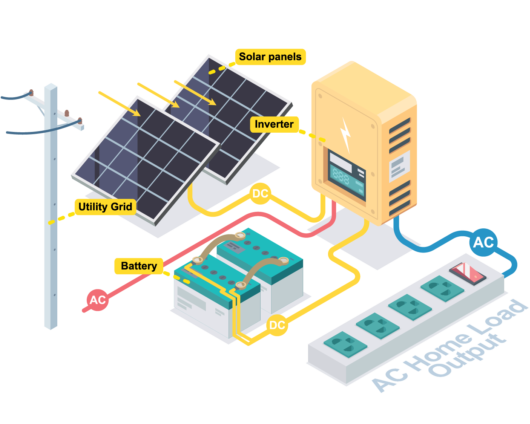 Solar panels
Inverter
DC
Utility Grid
AC
Battery
AC
DC
AC Home Load
Output